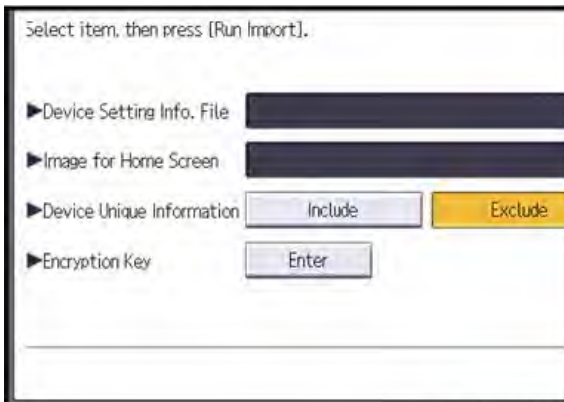 Select item, then press [Run Import].
►Device Setting Info. File
►Image for Home Screen
►Device Unique Information Include Exclude
►Encryption Key Enter